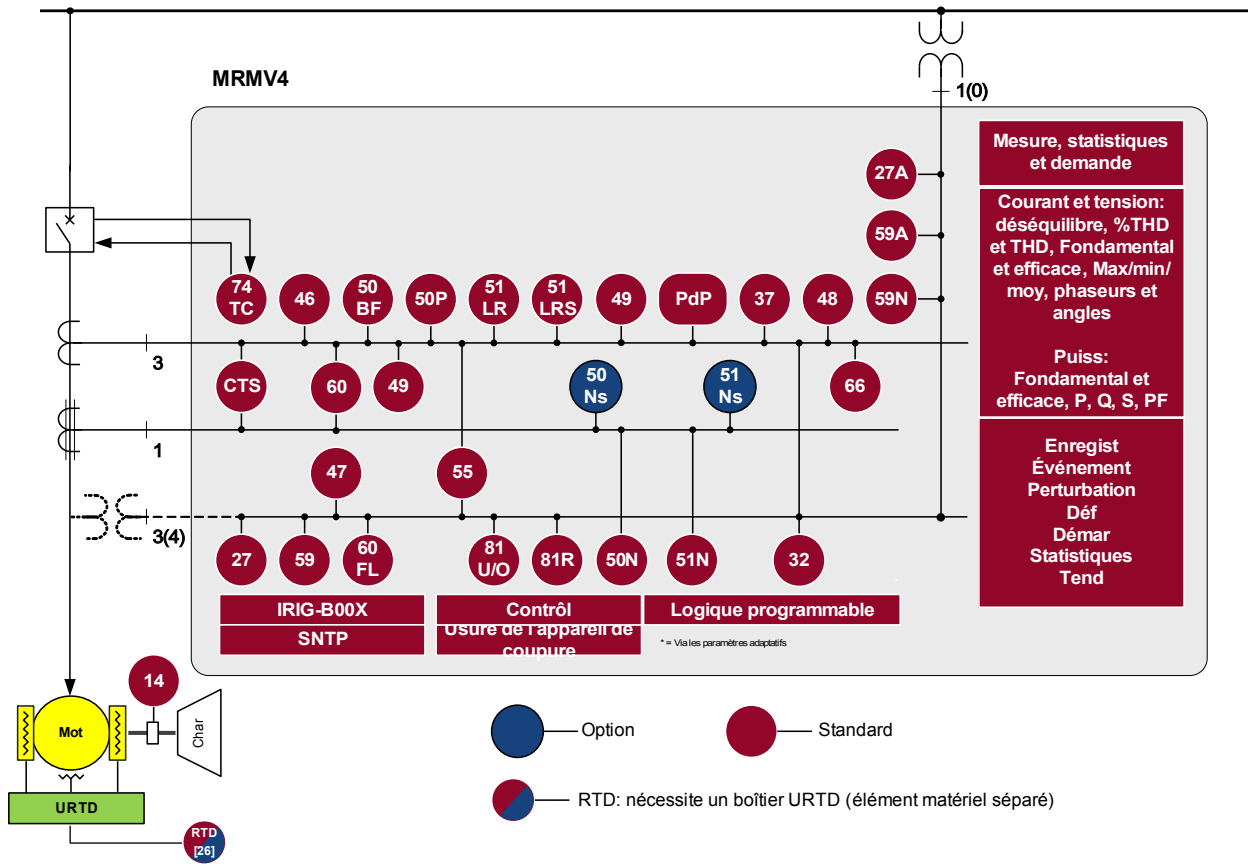 MRMV4
1(0)
27A
59A
59N
Mesure, statistiques
et demande
Courant et tension:
déséquilibre, %THD
et THD, Fondamental
et efficace, Max/min/
moy, phaseurs et
angles
Puiss:
Fondamental et
efficace, P, Q, S, PF
Enregist
Événement
Perturbation
Déf
Démar
Statistiques
Tend
74
TC
46
50
BF
50P
51
LR
51
LRS
49
PdP
37
48
3
CTS
60
49
50
Ns
51
Ns
66
1
47
55
3(4)
27
59
60
FL
81
U/O
81R
50N
51N
32
IRIG-B00X
SNTP
Contrôl
Usure de l'appareil de
coupure
Logique programmable
* = Via les paramètres adaptatifs
14
Mot
Char
URTD
RTD
[26]
Option
Standard
RTD: nécessite un boîtier URTD (élément matériel séparé)